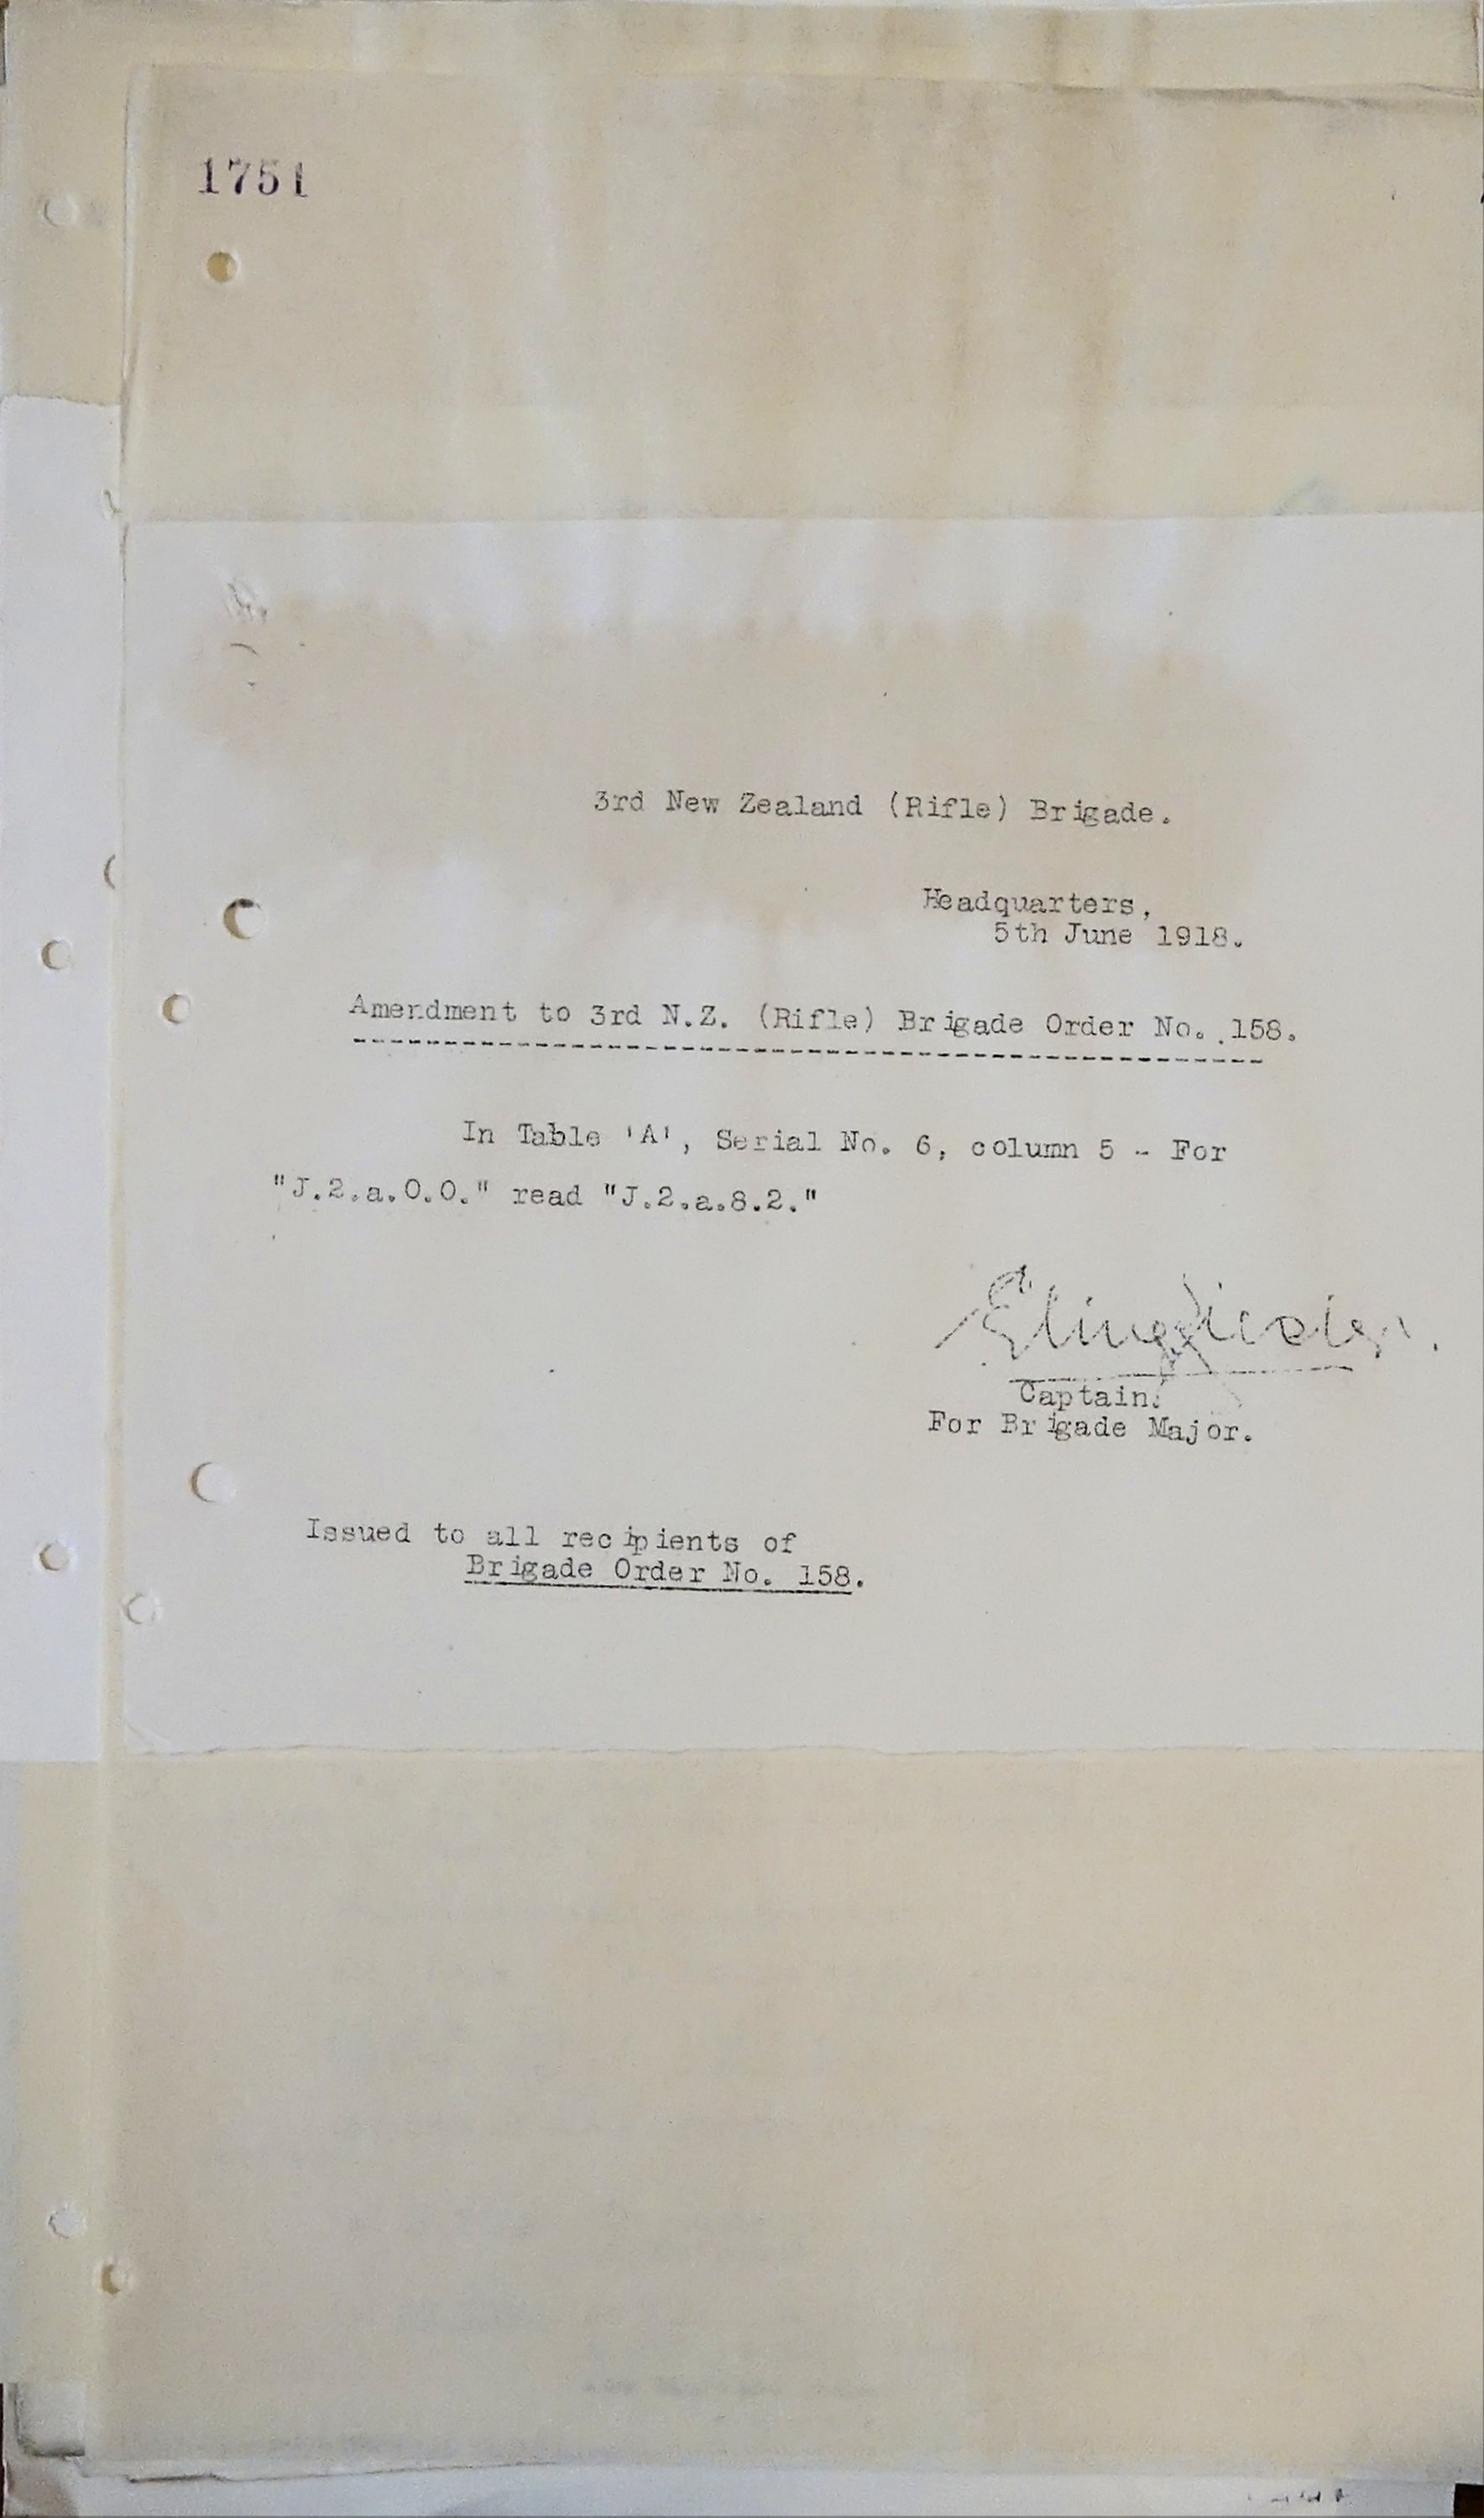 1751
3rd New Zealand (Rifle) Brigade.
Headquarters,
5th June 1918.
Amendment to 3rd N.Z. (Rifle) Brigade Order No. .158.
In Table 'A', Serial No. 6, column 5 - For
"J.2.a.0.0." read "J.2.a.8.2."
Captain.
For Brigade Major.
Issued to all recipients of
Brigade Order No. 158.